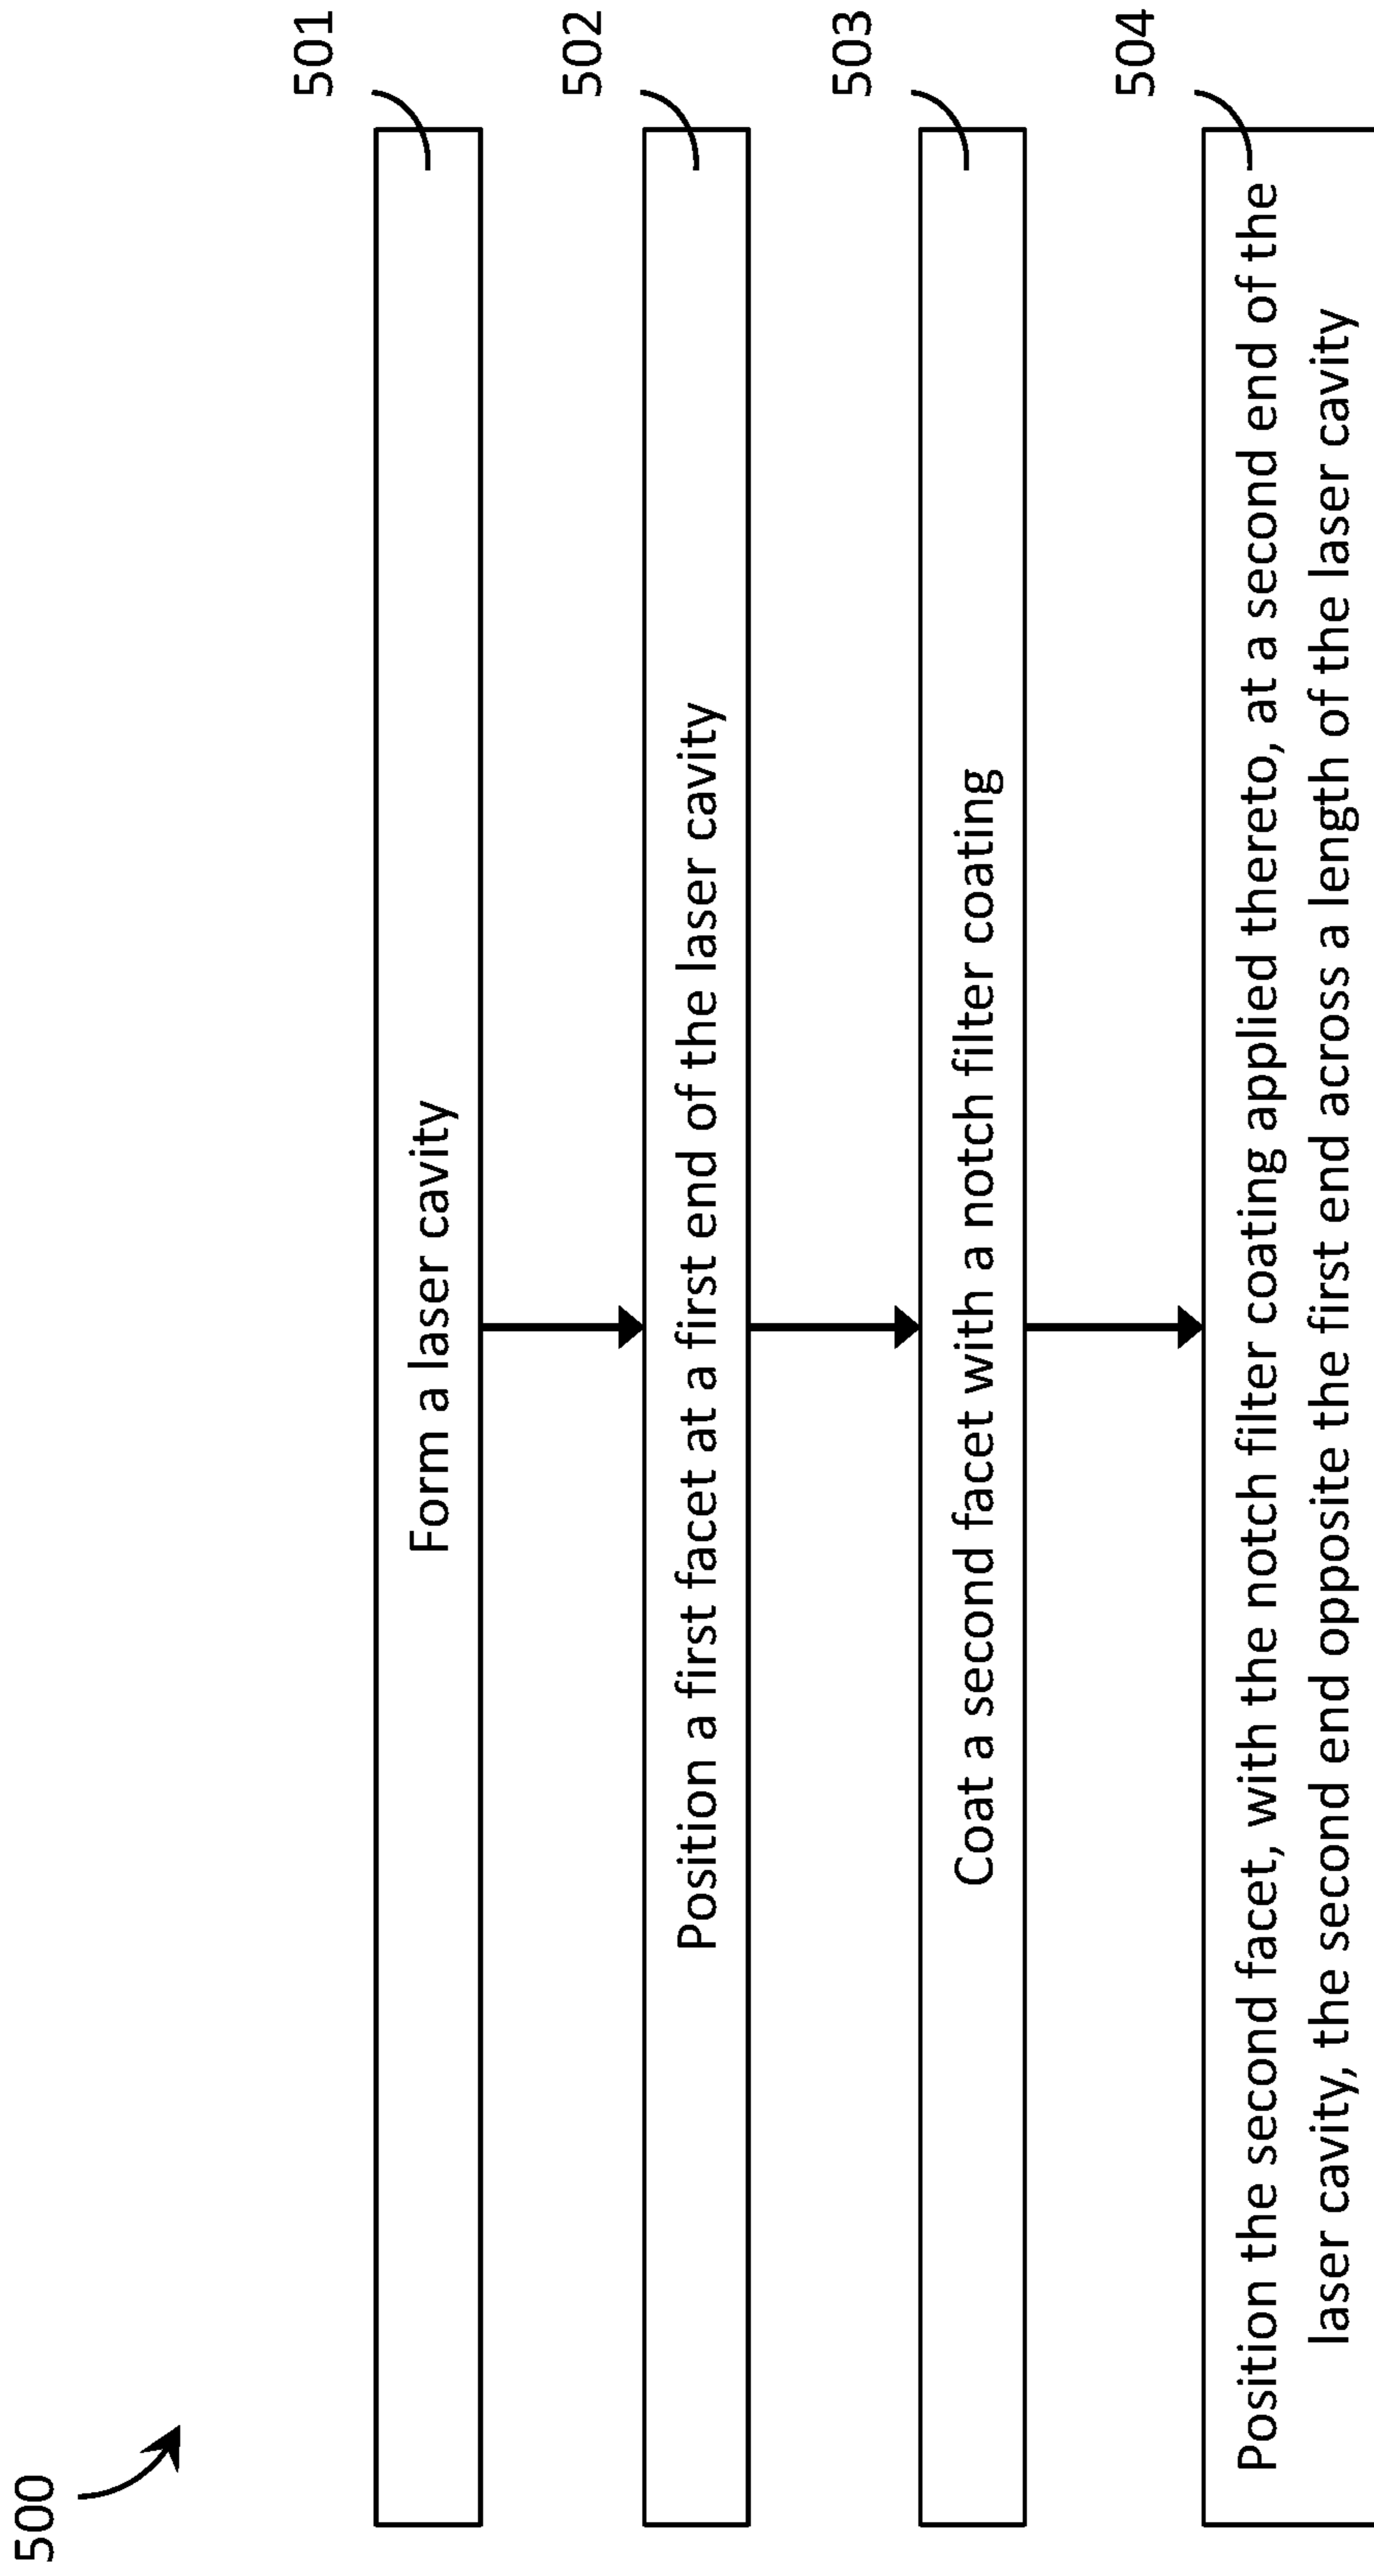 500
501
Form a laser cavity
502
Position a first facet at a first end of the laser cavity
503
Coat a second facet with a notch filter coating
504
Position the second facet, with the notch filter coating applied thereto, at a second end of the
laser cavity, the second end opposite the first end across a length of the laser cavity